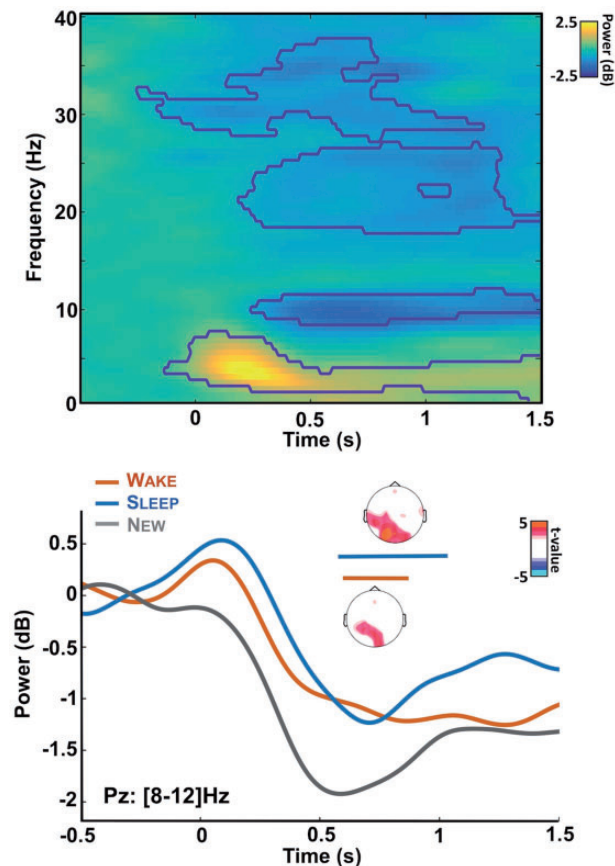 40
30
20
10
0
Frequency (Hz)
0
0.5
1
1.5
Time (s)
2.5
-2.5
Power (dB)
WAKE
SLEEP
NEW
5
-5
t-value
0.5
0
-0.5
-1
-1.5
-2
Power (dB)
Pz: [8-12]Hz
-0.5
0
0.5
1
1.5
Time (s)